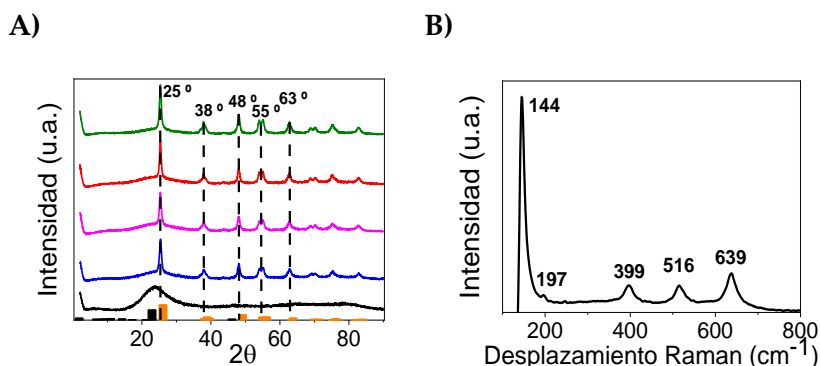 A)
B)
25 º
38 º
48 º
55 º
63 º
Intensidad (u.a.)
20
40
60
80
2θ
144
197
399
516
639
Intensidad (u.a.)
200
400
600
800
Desplazamiento Raman (cm⁻¹)